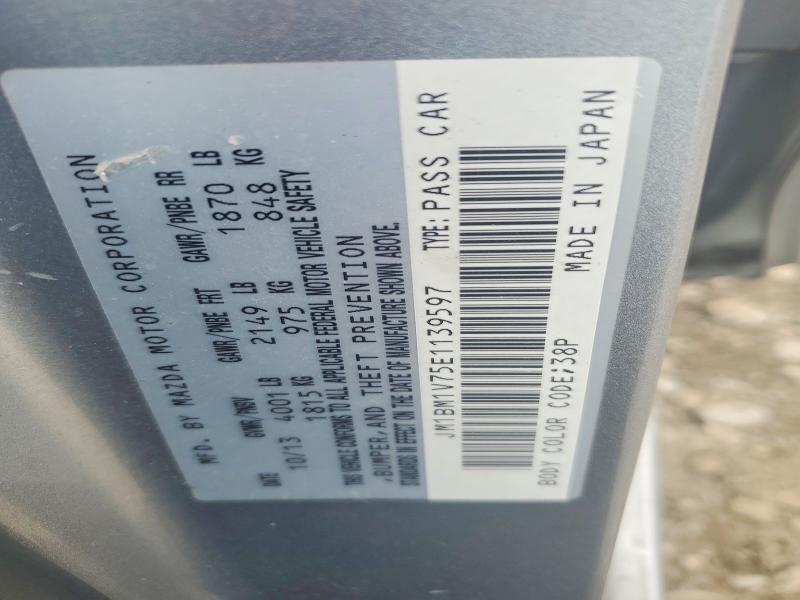 MFD. BY MAZDA MOTOR CORPORATION
DATE GVWR/PNBV GAWR/PNBE FRT GAWR/PNBE RR
10/13 4001 LB 2149 LB 1870 LB
1815 KG 975 KG 848 KG
THIS VEHICLE CONFORMS TO ALL APPLICABLE FEDERAL MOTOR VEHICLE SAFETY
,BUMPER,AND THEFT PREVENTION
STANDARDS IN EFFECT ON THE DATE OF MANUFACTURE SHOWN ABOVE.
JM1BM1V75E1139597 TYPE: PASS CAR
BODY COLOR CODE;38P MADE IN JAPAN